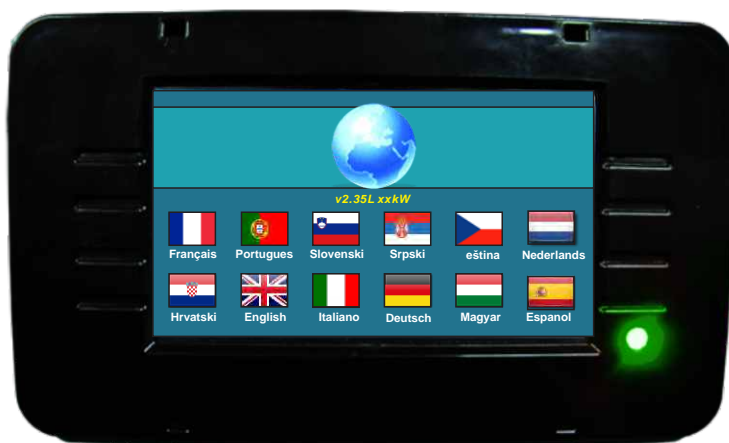 v2.35L xxkW
Français Portugues Slovenski Srpski eština Nederlands
Hrvatski English Italiano Deutsch Magyar Espanol